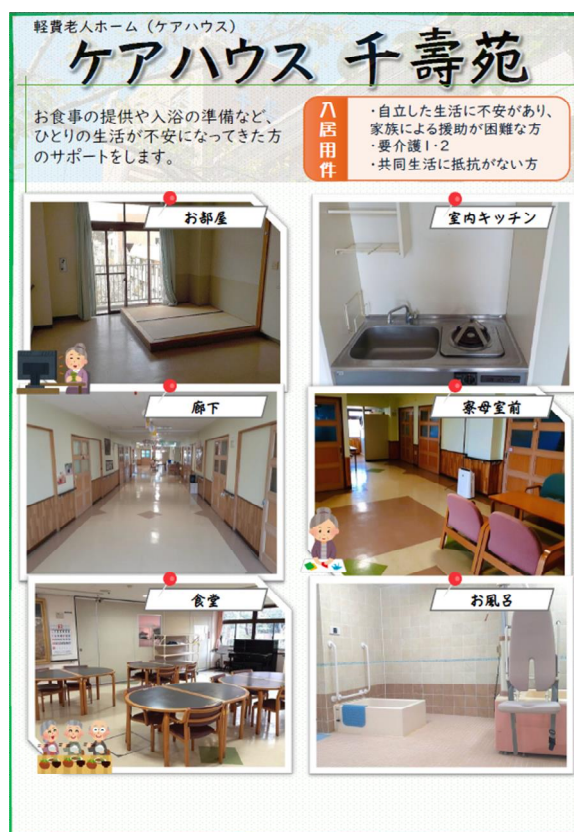 軽費老人ホーム（ケアハウス）
ケアハウス 千壽苑
お食事の提供や入浴の準備など、
ひとりの生活が不安になってきた方
のサポートをします。
入居用件
・自立した生活に不安があり、
家族による援助が困難な方
・要介護1・2
・共同生活に抵抗がない方
お部屋
室内キッチン
廊下
寮母室前
食堂
お風呂